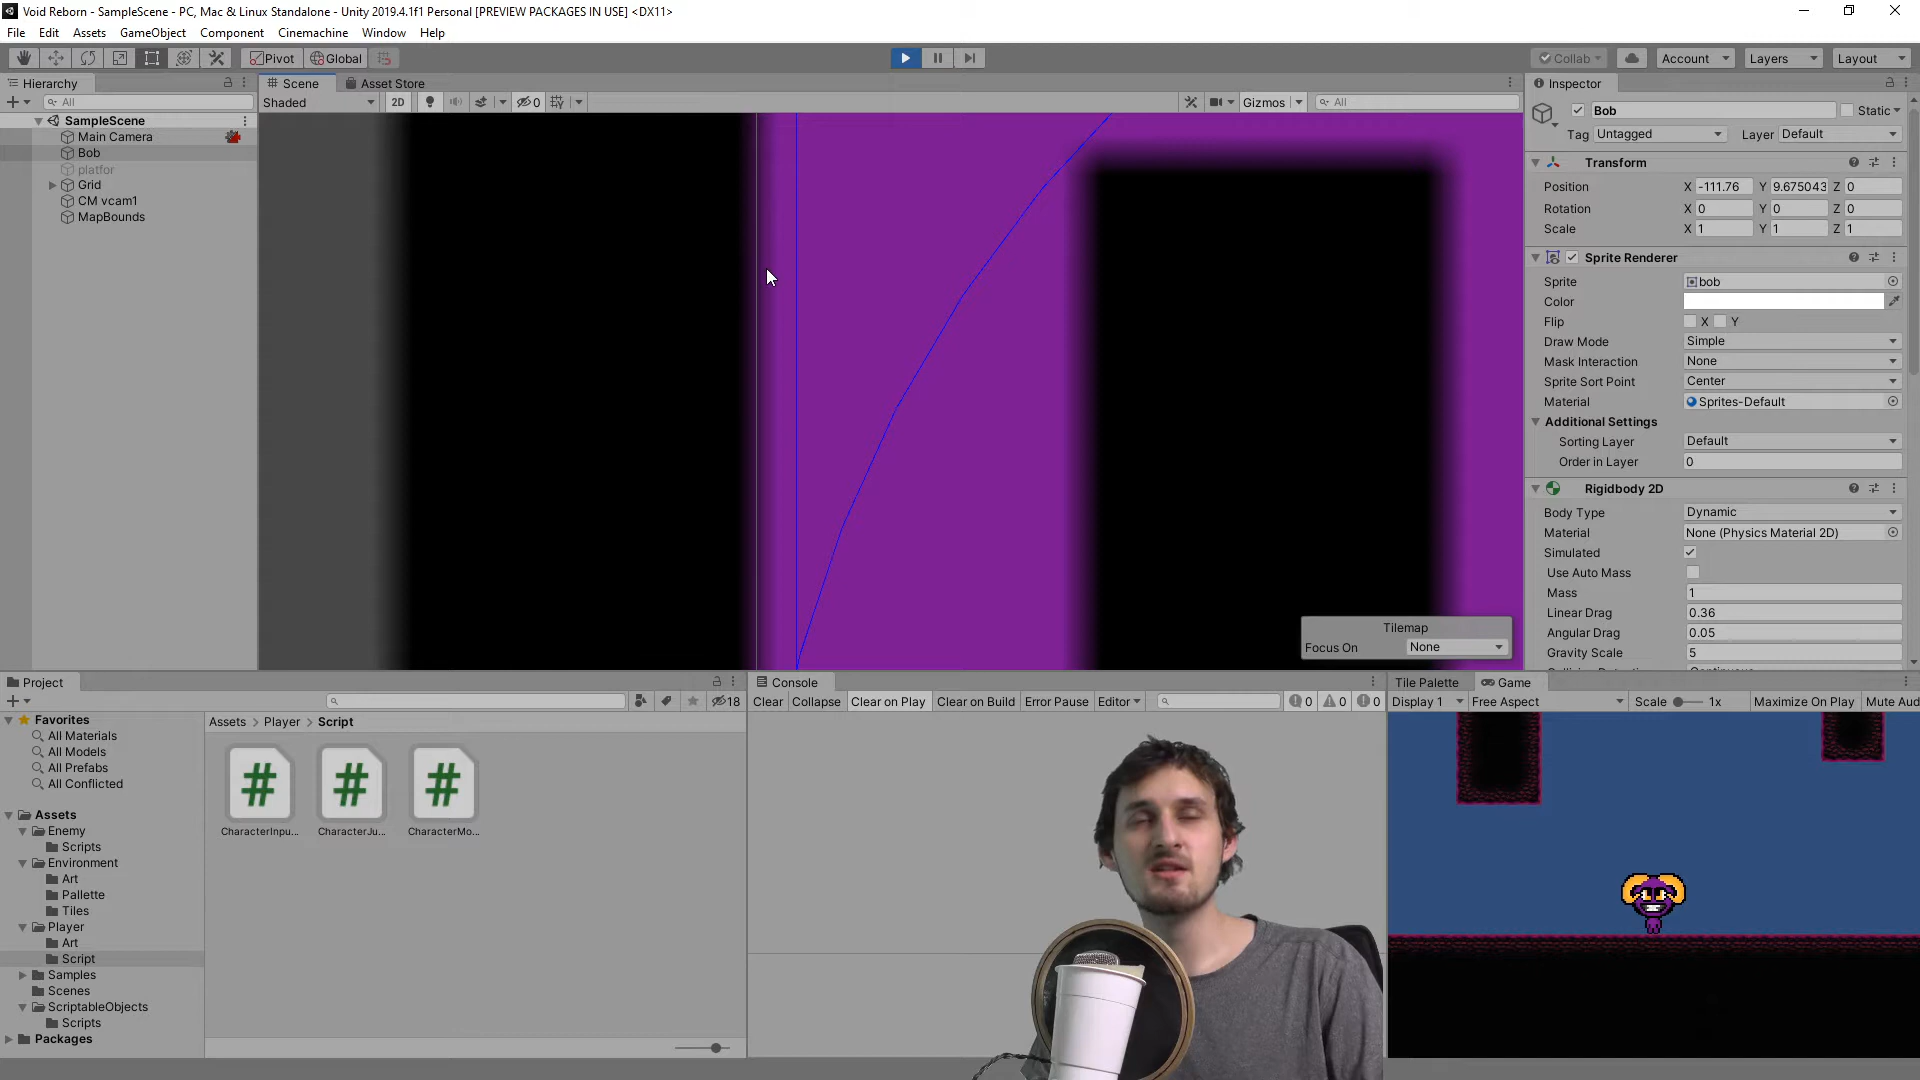 Void Reborn - SampleScene - PC, Mac & Linux Standalone - Unity 2019.4.1f1 Personal [PREVIEW PACKAGES IN USE] <DX11>
File Edit Assets GameObject Component Cinemachine Window Help
Pivot Global Collab Account Layers Layout
Hierarchy
All
SampleScene
Main Camera
Bob
platfor
Grid
CM vcam1
MapBounds
Scene Asset Store
Shaded 2D 0 Gizmos All
Tilemap
Focus On None
Inspector
Bob Static
Tag Untagged Layer Default
Transform
Position X -111.76 Y 9.675043 Z 0
Rotation X 0 Y 0 Z 0
Scale X 1 Y 1 Z 1
Sprite Renderer
Sprite bob
Color
Flip X Y
Draw Mode Simple
Mask Interaction None
Sprite Sort Point Center
Material Sprites-Default
Additional Settings
Sorting Layer Default
Order in Layer 0
Rigidbody 2D
Body Type Dynamic
Material None (Physics Material 2D)
Simulated
Use Auto Mass
Mass 1
Linear Drag 0.36
Angular Drag 0.05
Gravity Scale 5
Project
18
Favorites
All Materials
All Models
All Prefabs
All Conflicted
Assets
Enemy
Scripts
Environment
Art
Pallette
Tiles
Player
Art
Script
Samples
Scenes
ScriptableObjects
Scripts
Packages
Assets > Player > Script
CharacterInpu... CharacterJu... CharacterMo...
Console
Clear Collapse Clear on Play Clear on Build Error Pause Editor 0 0 0
Tile Palette Game
Display 1 Free Aspect Scale 1x Maximize On Play Mute Aud